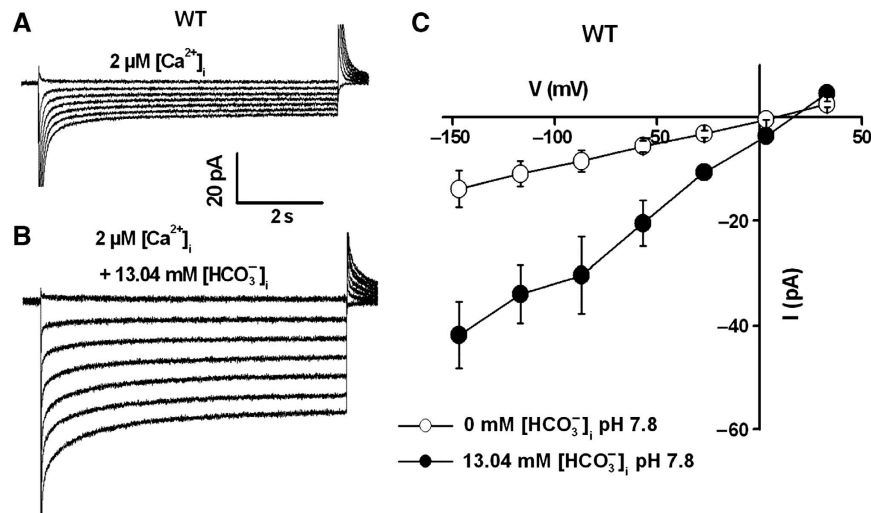 A
WT
2 µM [Ca²⁺]ᵢ
20 pA
2 s
B
2 µM [Ca²⁺]ᵢ
+ 13.04 mM [HCO₃⁻]ᵢ
C
WT
V (mV)
−150
−100
−50
50
−20
−40
−60
I (pA)
0 mM [HCO₃⁻]ᵢ pH 7.8
13.04 mM [HCO₃⁻]ᵢ pH 7.8